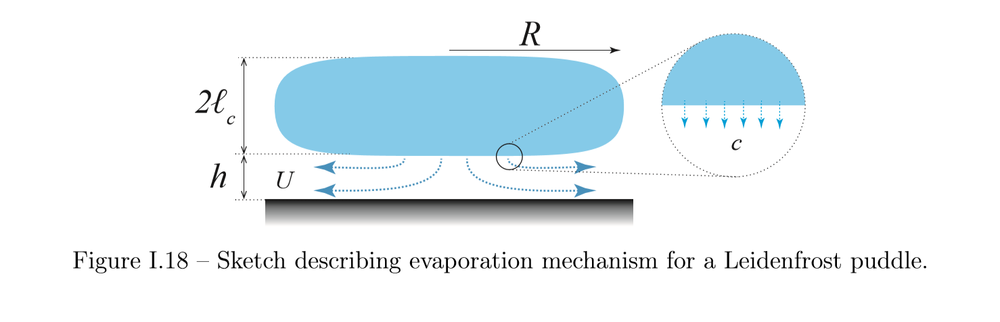 R
2ℓc
c
h
U
Figure I.18 – Sketch describing evaporation mechanism for a Leidenfrost puddle.